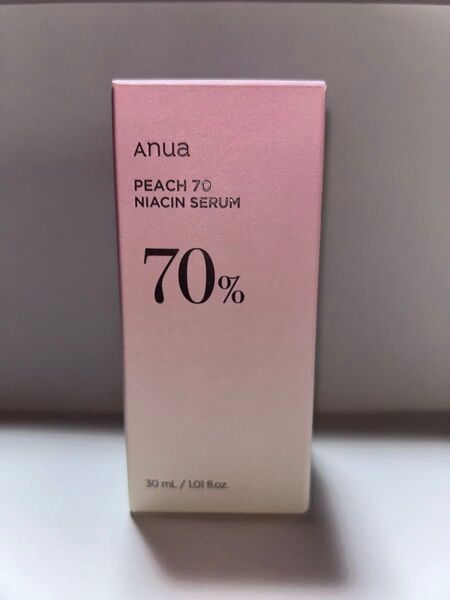 Anua
PEACH 70
NIACIN SERUM
70%
30 mL / 1.01 fl.oz.